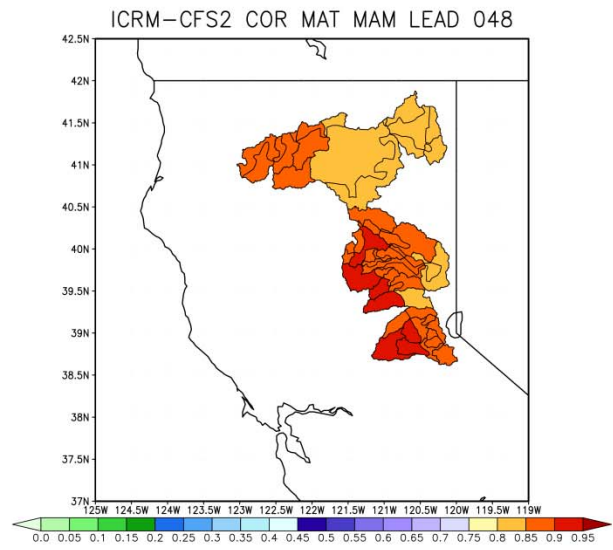 ICRM-CFS2 COR MAT MAM LEAD 048
42.5N
42N
41.5N
41N
40.5N
40N
39.5N
39N
38.5N
38N
37.5N
37N
125W 124.5W 124W 123.5W 123W 122.5W 122W 121.5W 121W 120.5W 120W 119.5W 119W
0.0 0.05 0.1 0.15 0.2 0.25 0.3 0.35 0.4 0.45 0.5 0.6 0.65 0.7 0.75 0.8 0.85 0.9 0.95